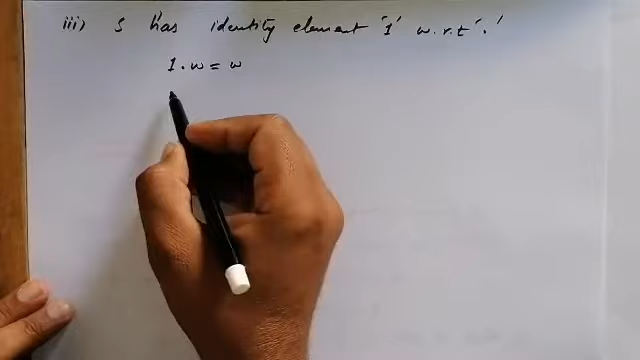 iii) S has identity element '1' w.r.t '.'
1 . w = w